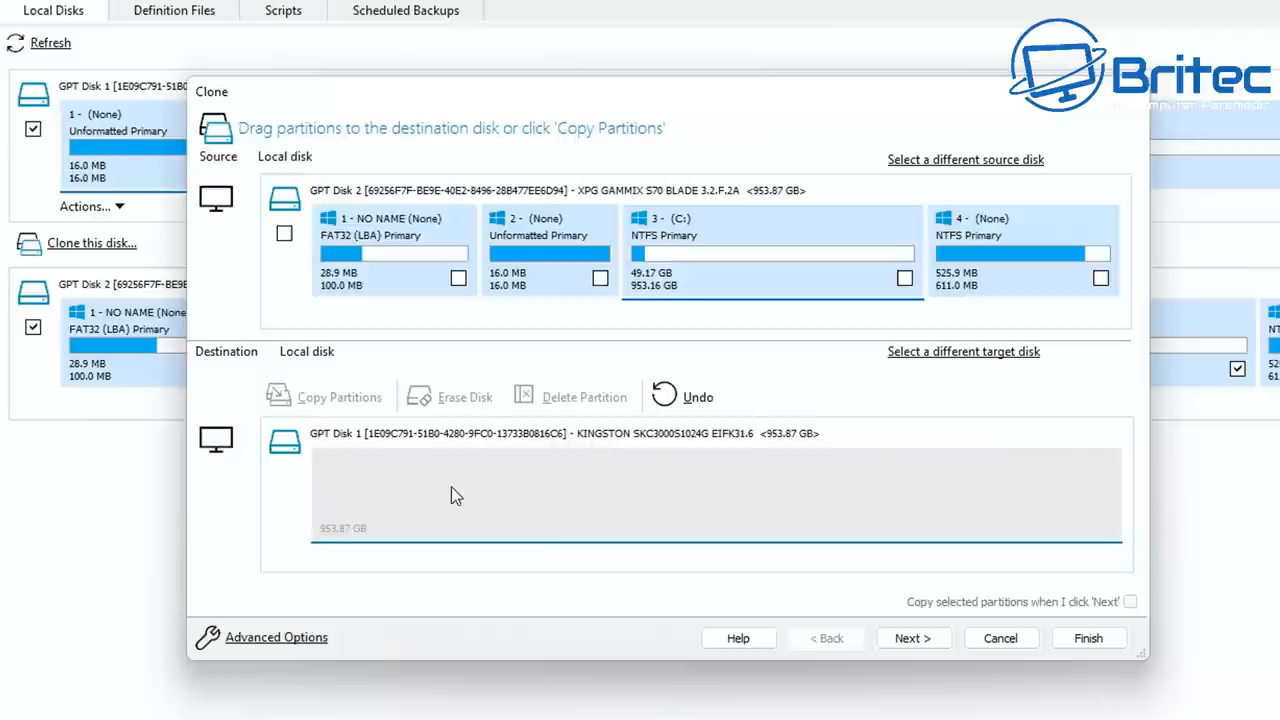 Local Disks Definition Files Scripts Scheduled Backups
Refresh
Britec
Computer Paramedic
GPT Disk 1 [1E09C791-51B0
1 - (None)
Unformatted Primary
16.0 MB
16.0 MB
Actions...
Clone this disk...
GPT Disk 2 [69256F7F-BE9E
1 - NO NAME (None
FAT32 (LBA) Primary
28.9 MB
100.0 MB
Clone
Drag partitions to the destination disk or click 'Copy Partitions'
Source Local disk Select a different source disk
GPT Disk 2 [69256F7F-BE9E-40E2-8496-28B477EE6D94] - XPG GAMMIX S70 BLADE 3.2.F.2A <953.87 GB>
1 - NO NAME (None)
FAT32 (LBA) Primary
28.9 MB
100.0 MB
2 - (None)
Unformatted Primary
16.0 MB
16.0 MB
3 - (C:)
NTFS Primary
49.17 GB
953.16 GB
4 - (None)
NTFS Primary
525.9 MB
611.0 MB
Destination Local disk Select a different target disk
Copy Partitions Erase Disk Delete Partition Undo
GPT Disk 1 [1E09C791-51B0-4280-9FC0-13733B0816C6] - KINGSTON SKC3000S1024G EIFK31.6 <953.87 GB>
953.87 GB
Copy selected partitions when I click 'Next'
Advanced Options Help < Back Next > Cancel Finish